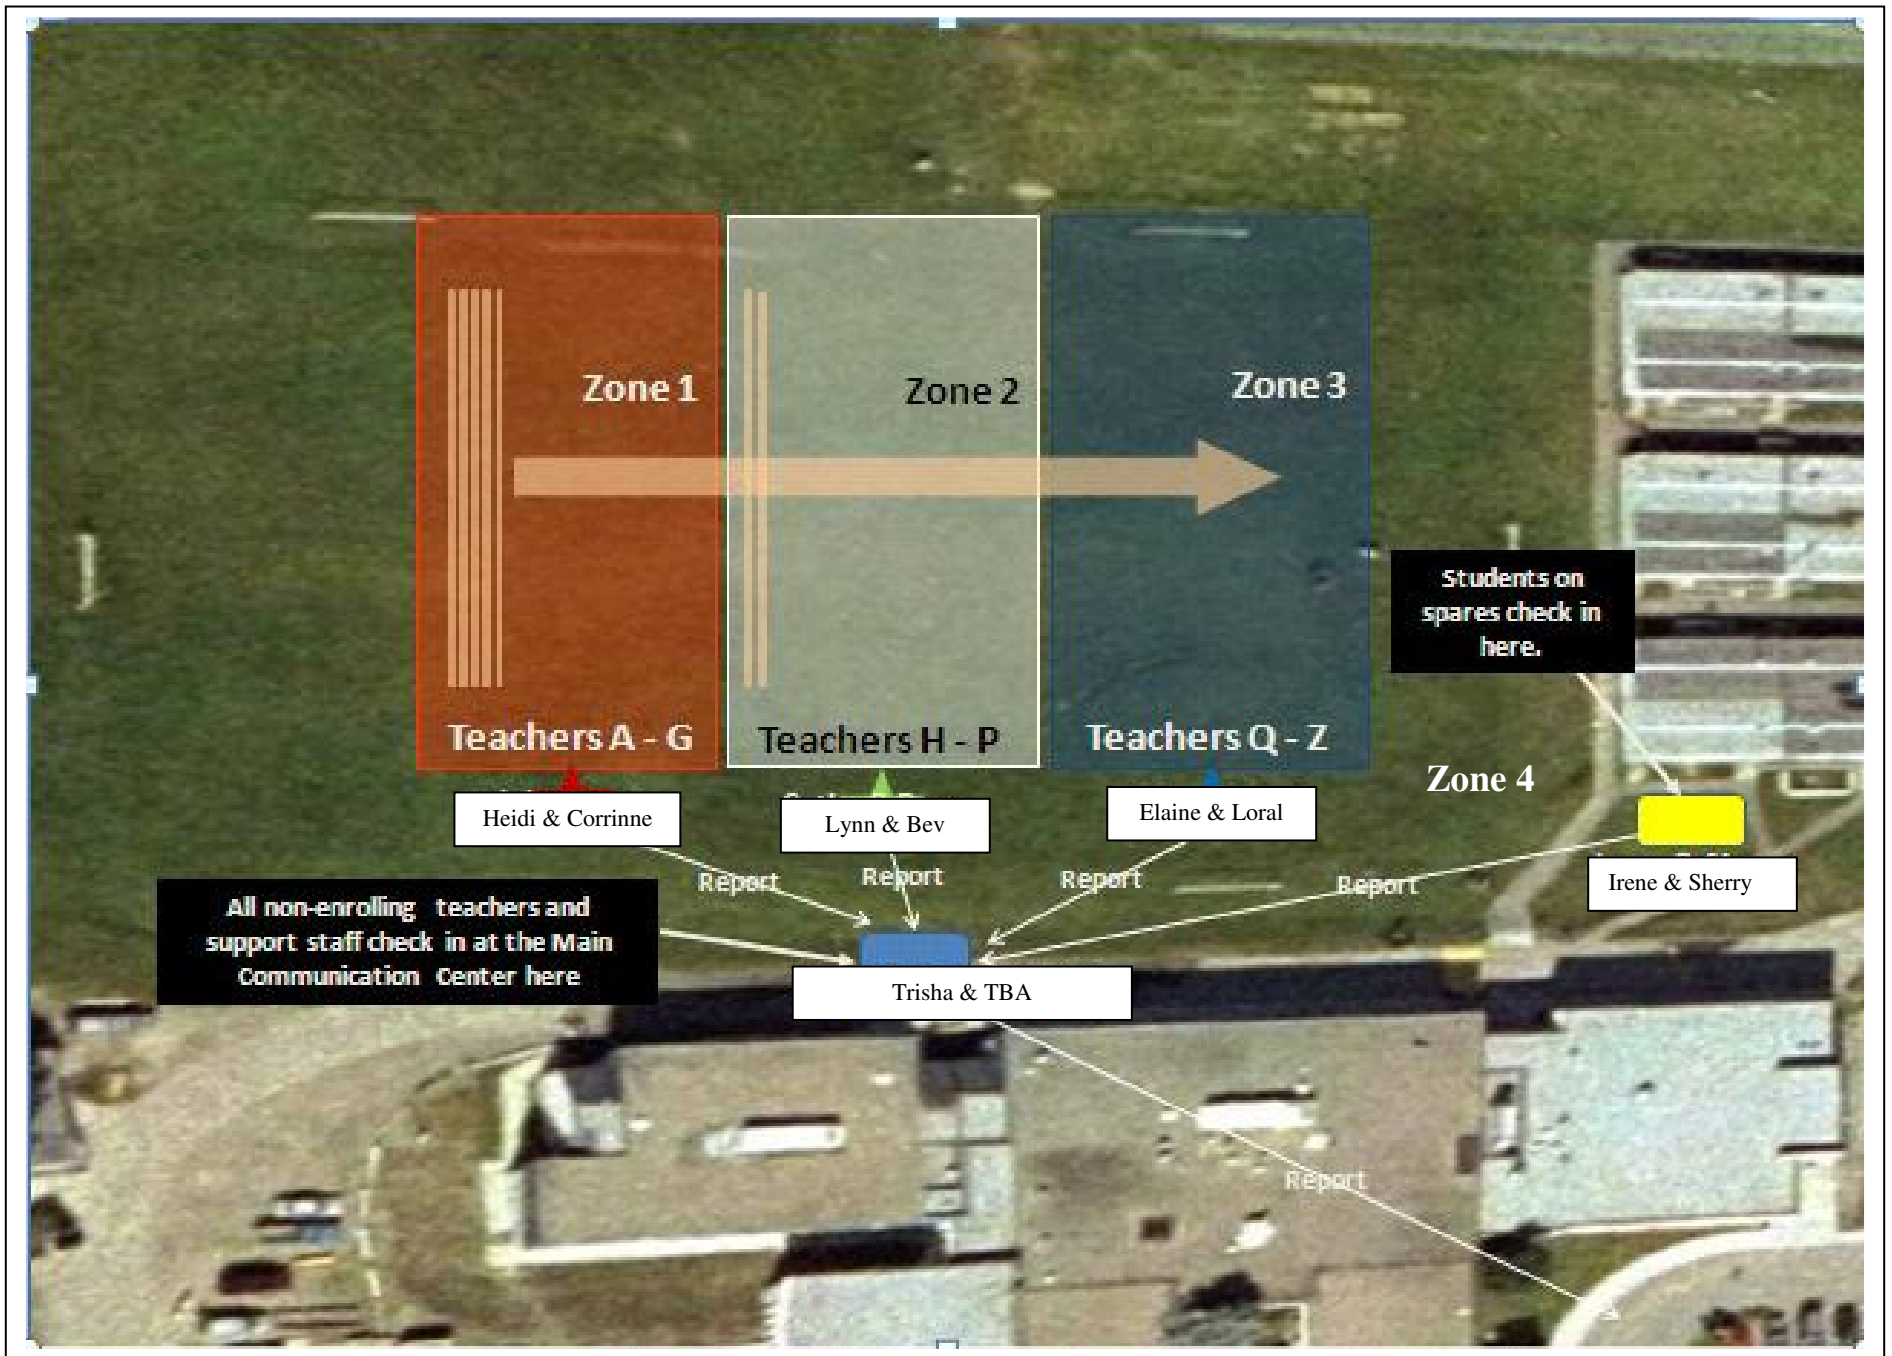 Zone 1
Zone 2
Zone 3
Students on
spares check in
here.
Teachers A - G
Teachers H - P
Teachers Q - Z
Zone 4
Heidi & Corrinne
Lynn & Bev
Elaine & Loral
Report
Report
Report
Report
Irene & Sherry
All non-enrolling teachers and
support staff check in at the Main
Communication Center here
Trisha & TBA
Report